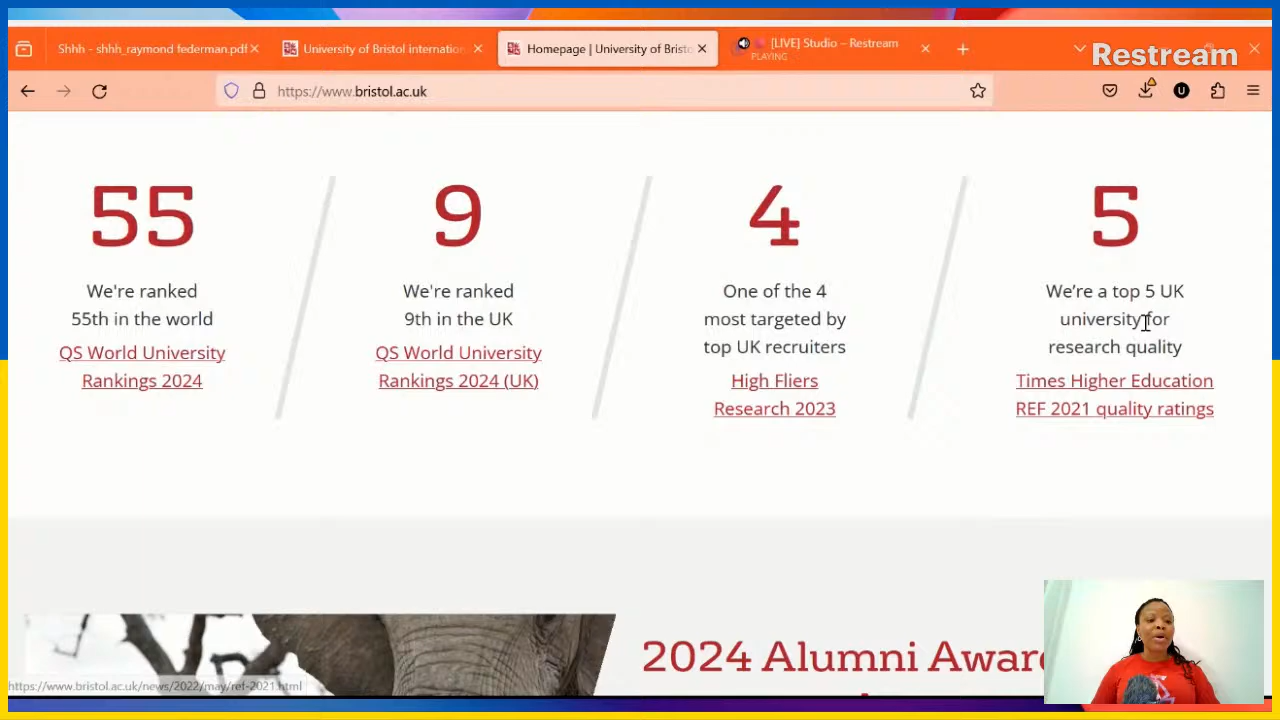 Shhh - shhh_raymond federman.pdf
University of Bristol internation
Homepage | University of Bristo
[LIVE] Studio – Restream
PLAYING
Restream
https://www.bristol.ac.uk
U
55
We're ranked
55th in the world
QS World University
Rankings 2024
9
We're ranked
9th in the UK
QS World University
Rankings 2024 (UK)
4
One of the 4
most targeted by
top UK recruiters
High Fliers
Research 2023
5
We’re a top 5 UK
university for
research quality
Times Higher Education
REF 2021 quality ratings
2024 Alumni Awar
https://www.bristol.ac.uk/news/2022/may/ref-2021.html